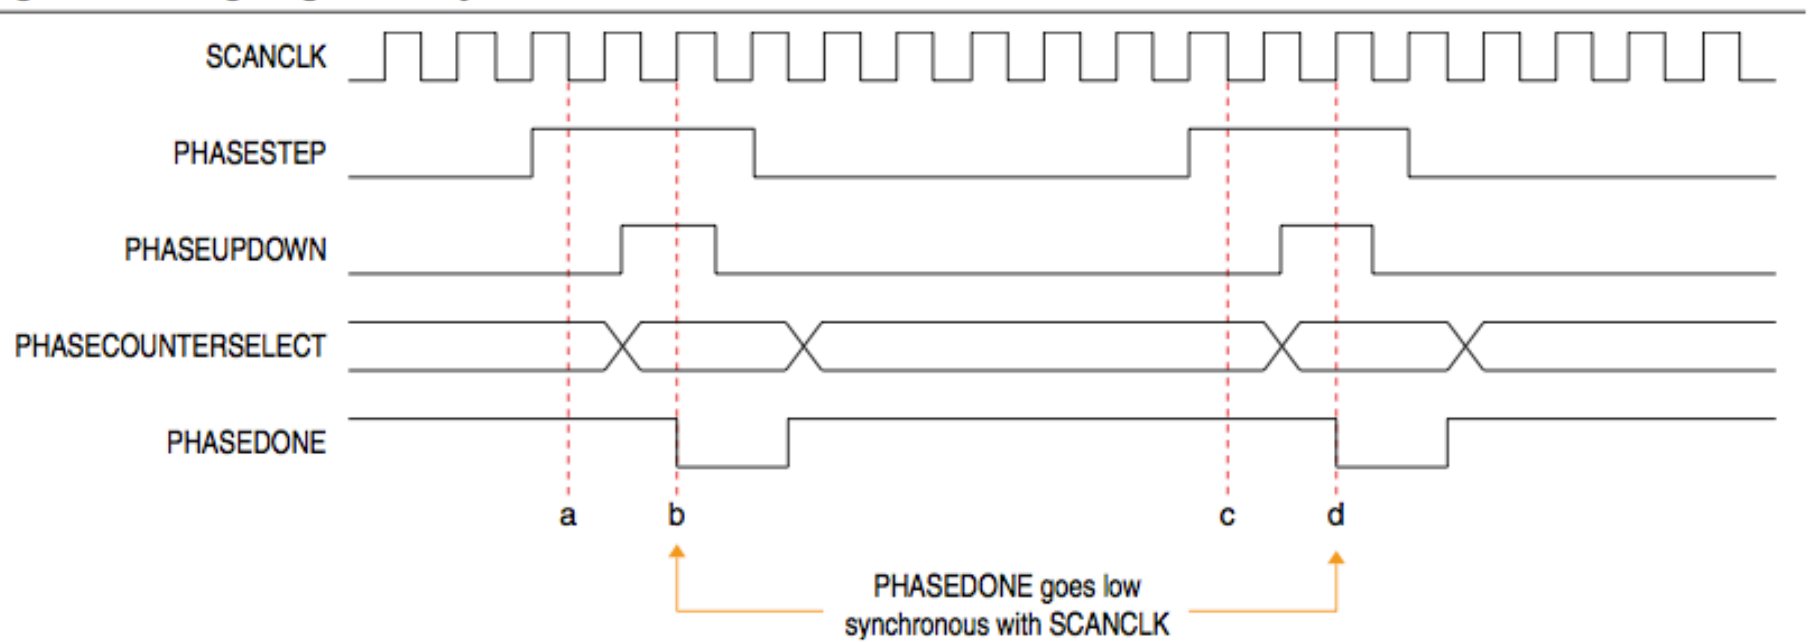 SCANCLK
PHASESTEP
PHASEUPDOWN
PHASECOUNTERSELECT
PHASEDONE
a b c d
PHASEDONE goes low
synchronous with SCANCLK